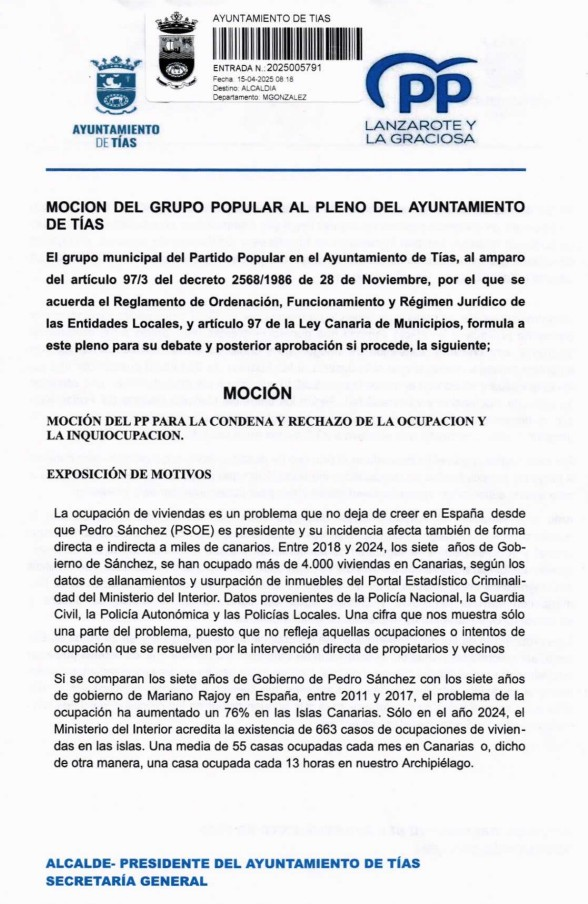 AYUNTAMIENTO DE TIAS
ENTRADA N.:2025005791
Fecha: 15-04-2025 08:18
Destino: ALCALDIA
Departamento: MGONZALEZ
AYUNTAMIENTO
DE TÍAS
PP
LANZAROTE Y
LA GRACIOSA
MOCION DEL GRUPO POPULAR AL PLENO DEL AYUNTAMIENTO
DE TÍAS
El grupo municipal del Partido Popular en el Ayuntamiento de Tías, al amparo
del artículo 97/3 del decreto 2568/1986 de 28 de Noviembre, por el que se
acuerda el Reglamento de Ordenación, Funcionamiento y Régimen Jurídico de
las Entidades Locales, y artículo 97 de la Ley Canaria de Municipios, formula a
este pleno para su debate y posterior aprobación si procede, la siguiente;
MOCIÓN
MOCIÓN DEL PP PARA LA CONDENA Y RECHAZO DE LA OCUPACION Y
LA INQUIOCUPACION.
EXPOSICIÓN DE MOTIVOS
La ocupación de viviendas es un problema que no deja de creer en España desde
que Pedro Sánchez (PSOE) es presidente y su incidencia afecta también de forma
directa e indirecta a miles de canarios. Entre 2018 y 2024, los siete años de Gob-
ierno de Sánchez, se han ocupado más de 4.000 viviendas en Canarias, según los
datos de allanamientos y usurpación de inmuebles del Portal Estadístico Criminali-
dad del Ministerio del Interior. Datos provenientes de la Policía Nacional, la Guardia
Civil, la Policía Autonómica y las Policías Locales. Una cifra que nos muestra sólo
una parte del problema, puesto que no refleja aquellas ocupaciones o intentos de
ocupación que se resuelven por la intervención directa de propietarios y vecinos
Si se comparan los siete años de Gobierno de Pedro Sánchez con los siete años
de gobierno de Mariano Rajoy en España, entre 2011 y 2017, el problema de la
ocupación ha aumentado un 76% en las Islas Canarias. Sólo en el año 2024, el
Ministerio del Interior acredita la existencia de 663 casos de ocupaciones de vivien-
das en las islas. Una media de 55 casas ocupadas cada mes en Canarias o, dicho
de otra manera, una casa ocupada cada 13 horas en nuestro Archipiélago.
ALCALDE- PRESIDENTE DEL AYUNTAMIENTO DE TÍAS
SECRETARÍA GENERAL